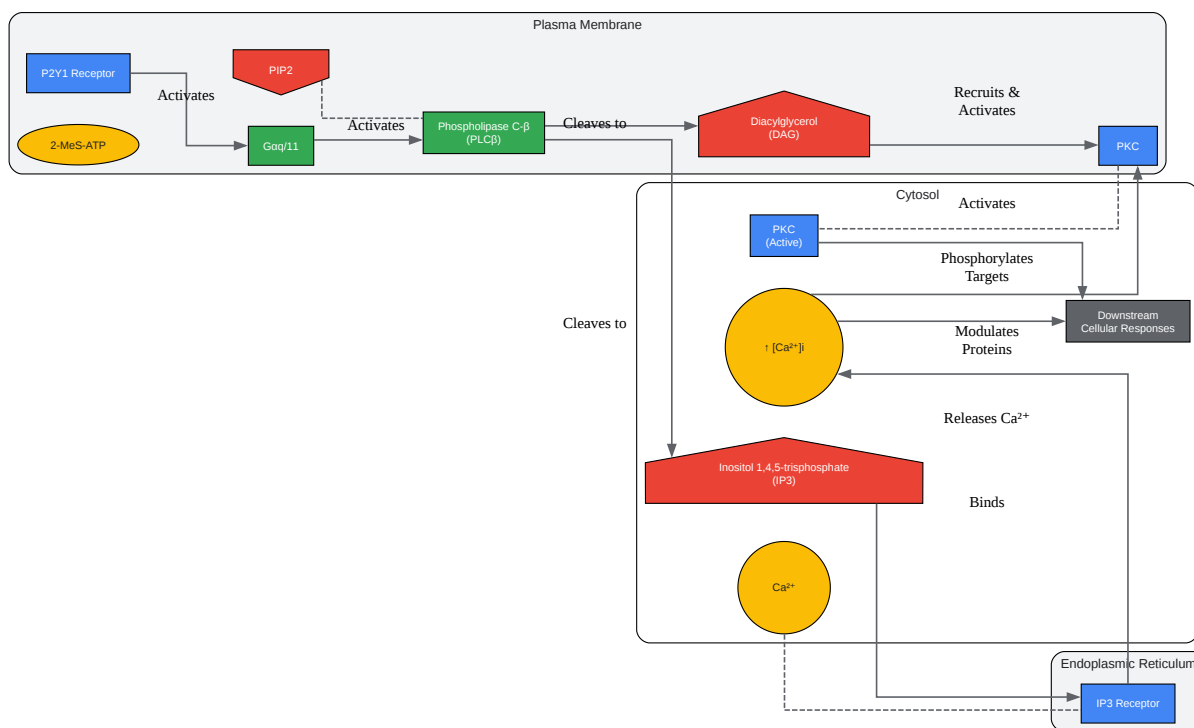 Plasma Membrane
P2Y1 Receptor
PIP2
Activates
2-MeS-ATP
Gαq/11
Activates
Phospholipase C-β
(PLCβ)
Cleaves to
Diacylglycerol
(DAG)
Recruits &
Activates
PKC
Cytosol
Activates
PKC
(Active)
Phosphorylates
Targets
Cleaves to
↑ [Ca²⁺]i
Modulates
Proteins
Downstream
Cellular Responses
Releases Ca²⁺
Inositol 1,4,5-trisphosphate
(IP3)
Binds
Ca²⁺
Endoplasmic Reticulum
IP3 Receptor